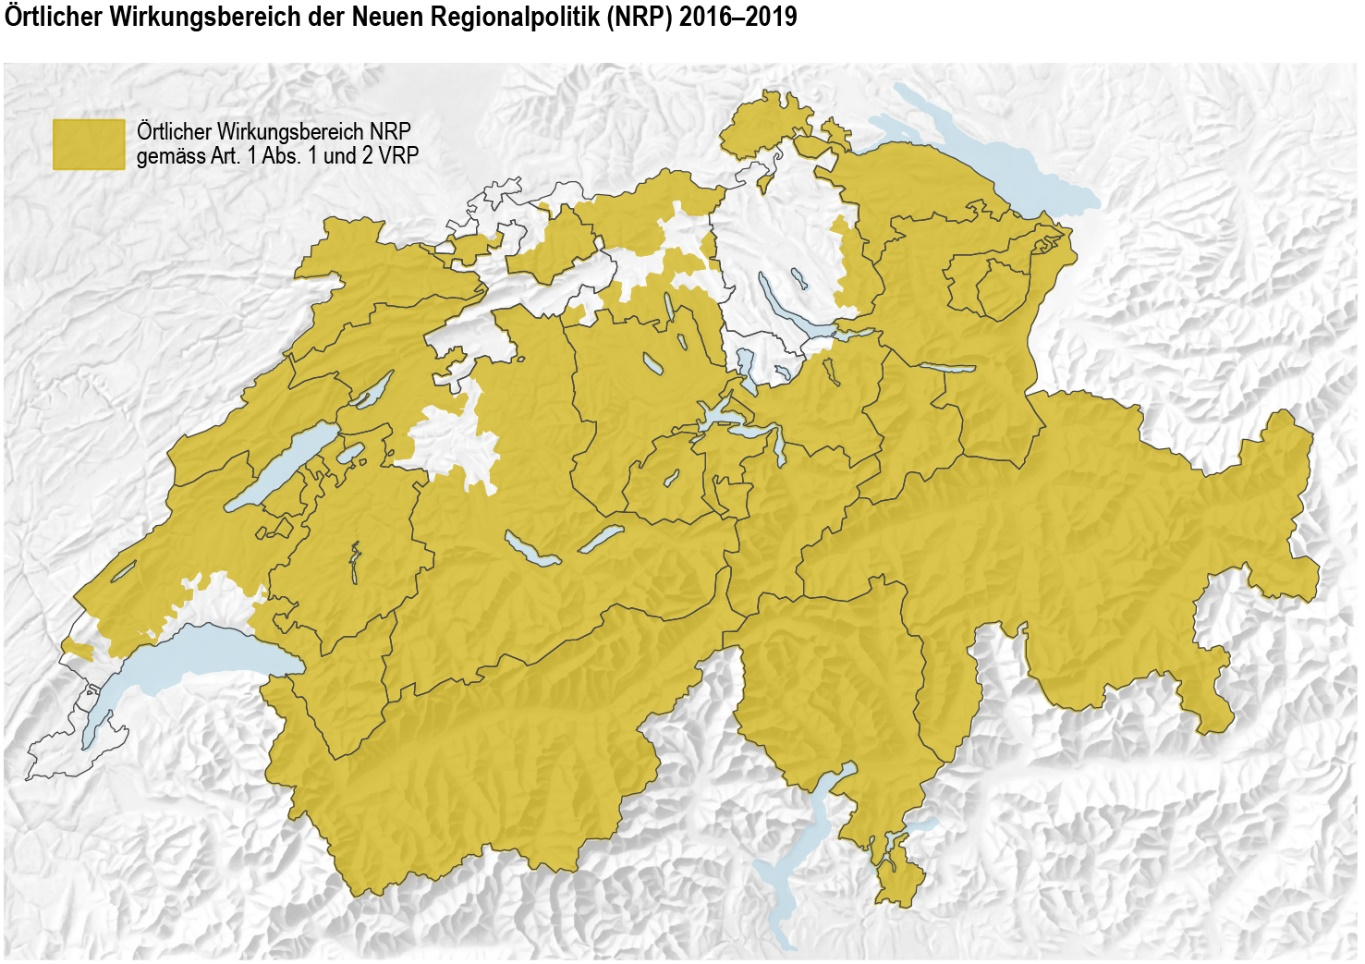 Örtlicher Wirkungsbereich der Neuen Regionalpolitik (NRP) 2016–2019
Örtlicher Wirkungsbereich NRP
gemäss Art. 1 Abs. 1 und 2 VRP